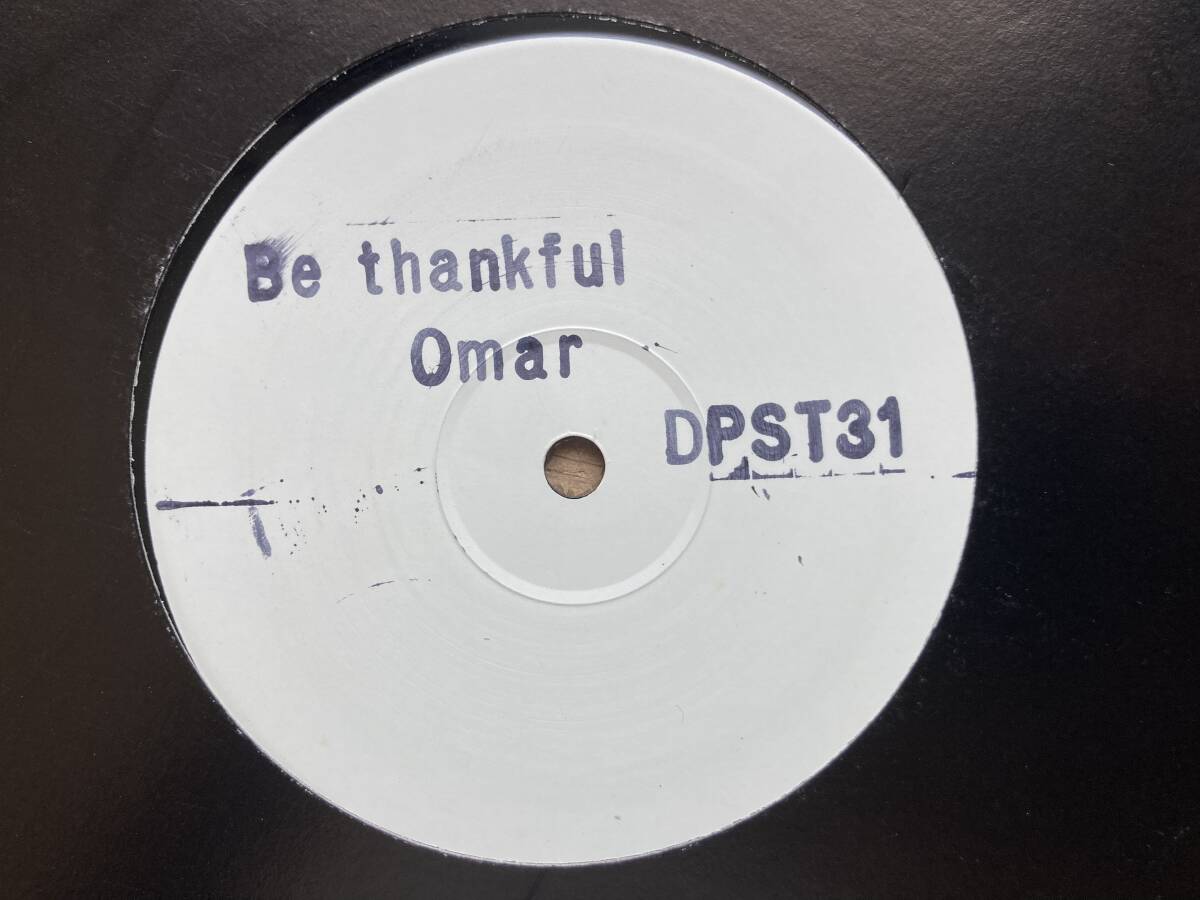 Be thankful
Omar
DPST31